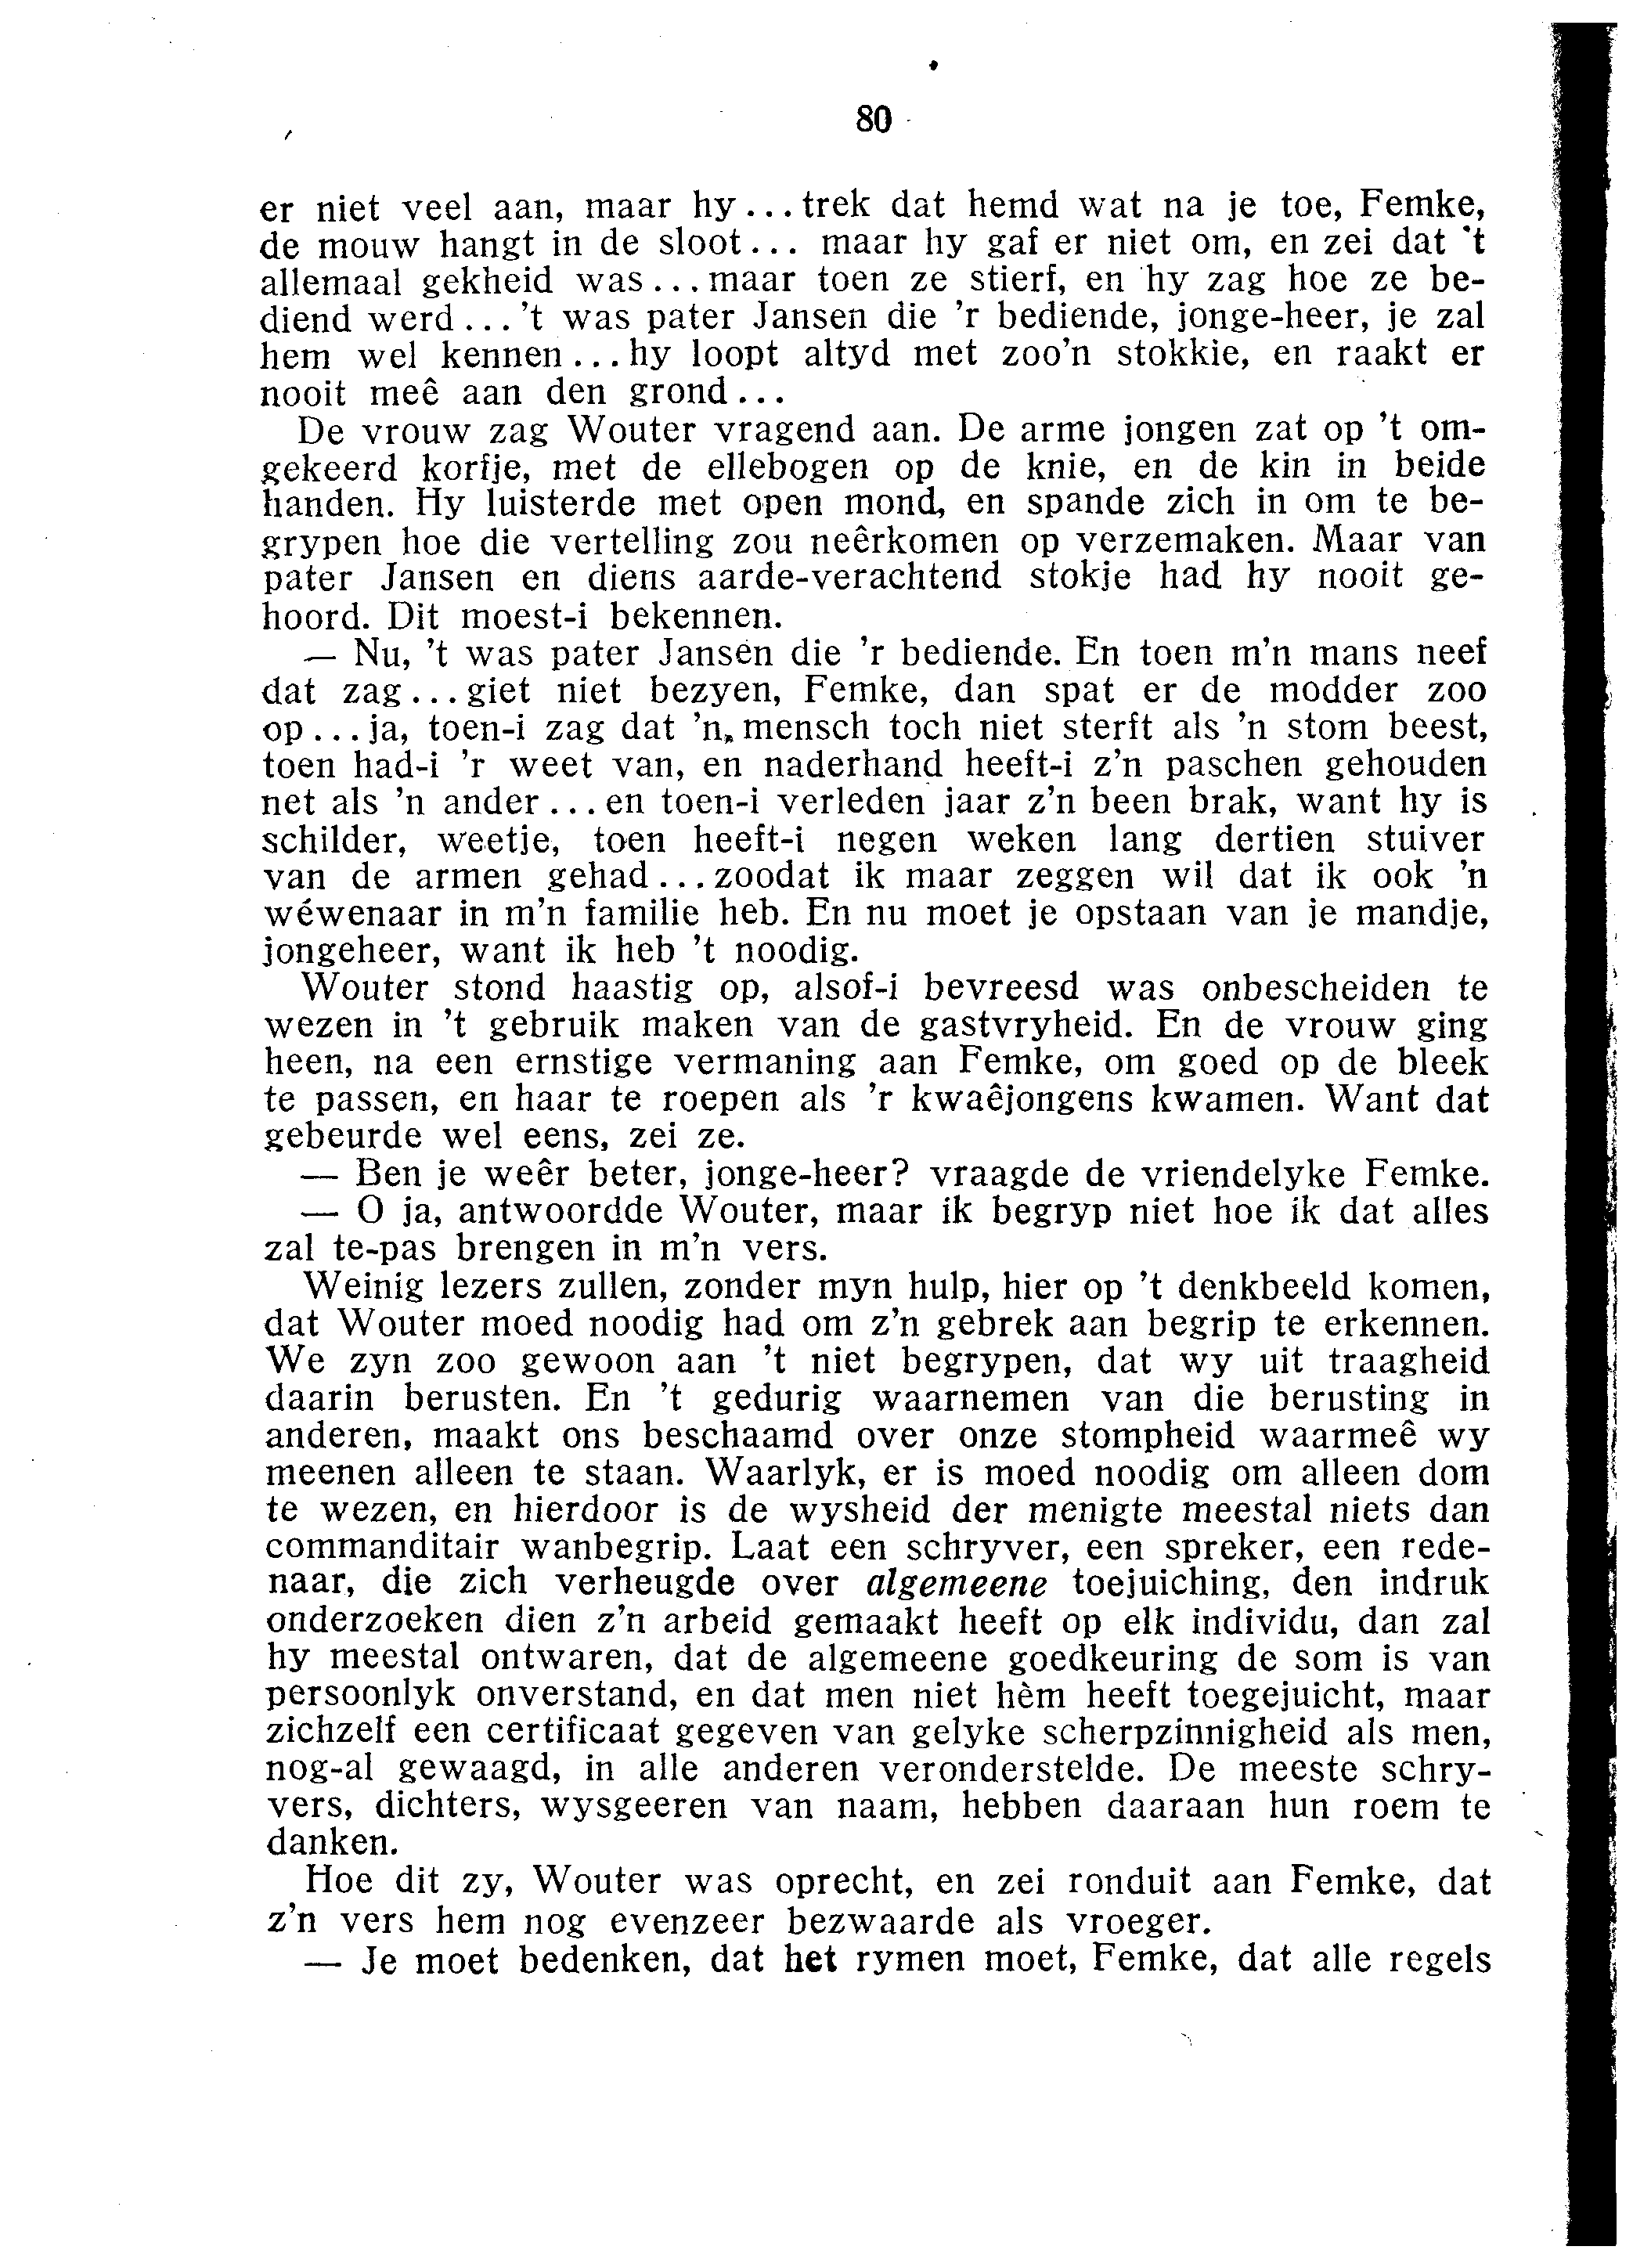 80
er niet veel aan, maar hy...trek dat hemd wat na je toe, Femke,
de mouw hangt in de sloot... maar hy gaf er niet om, en zei dat 't
allemaal gekheid was...maar toen ze stierf, en hy zag hoe ze be-
diend werd...'t was pater Jansen die 'r bediende, jonge-heer, je zal
hem wel kennen...hy loopt altyd met zoo'n stokkie, en raakt er
nooit meê aan den grond...
De vrouw zag Wouter vragend aan. De arme jongen zat op 't om-
gekeerd korfje, met de ellebogen op de knie, en de kin in beide
handen. Hy luisterde met open mond, en spande zich in om te be-
grypen hoe die vertelling zou neêrkomen op verzemaken. Maar van
pater Jansen en diens aarde-verachtend stokje had hy nooit ge-
hoord. Dit moest-i bekennen.
— Nu, 't was pater Jansen die 'r bediende. En toen m'n mans neef
dat zag...giet niet bezyen, Femke, dan spat er de modder zoo
op...ja, toen-i zag dat 'n mensch toch niet sterft als 'n stom beest,
toen had-i 'r weet van, en naderhand heeft-i z'n paschen gehouden
net als 'n ander...en toen-i verleden jaar z'n been brak, want hy is
schilder, weetje, toen heeft-i negen weken lang dertien stuiver
van de armen gehad...zoodat ik maar zeggen wil dat ik ook 'n
wéwenaar in m'n familie heb. En nu moet je opstaan van je mandje,
jongeheer, want ik heb 't noodig.
Wouter stond haastig op, alsof-i bevreesd was onbescheiden te
wezen in 't gebruik maken van de gastvryheid. En de vrouw ging
heen, na een ernstige vermaning aan Femke, om goed op de bleek
te passen, en haar te roepen als 'r kwaêjongens kwamen. Want dat
gebeurde wel eens, zei ze.
— Ben je weêr beter, jonge-heer? vraagde de vriendelyke Femke.
— O ja, antwoordde Wouter, maar ik begryp niet hoe ik dat alles
zal te-pas brengen in m'n vers.
Weinig lezers zullen, zonder myn hulp, hier op 't denkbeeld komen,
dat Wouter moed noodig had om z'n gebrek aan begrip te erkennen.
We zyn zoo gewoon aan 't niet begrypen, dat wy uit traagheid
daarin berusten. En 't gedurig waarnemen van die berusting in
anderen, maakt ons beschaamd over onze stompheid waarmeê wy
meenen alleen te staan. Waarlyk, er is moed noodig om alleen dom
te wezen, en hierdoor is de wysheid der menigte meestal niets dan
commanditair wanbegrip. Laat een schryver, een spreker, een rede-
naar, die zich verheugde over algemeene toejuiching, den indruk
onderzoeken dien z'n arbeid gemaakt heeft op elk individu, dan zal
hy meestal ontwaren, dat de algemeene goedkeuring de som is van
persoonlyk onverstand, en dat men niet hèm heeft toegejuicht, maar
zichzelf een certificaat gegeven van gelyke scherpzinnigheid als men,
nog-al gewaagd, in alle anderen veronderstelde. De meeste schry-
vers, dichters, wysgeeren van naam, hebben daaraan hun roem te
danken.
Hoe dit zy, Wouter was oprecht, en zei ronduit aan Femke, dat
z'n vers hem nog evenzeer bezwaarde als vroeger.
— Je moet bedenken, dat het rymen moet, Femke, dat alle regels